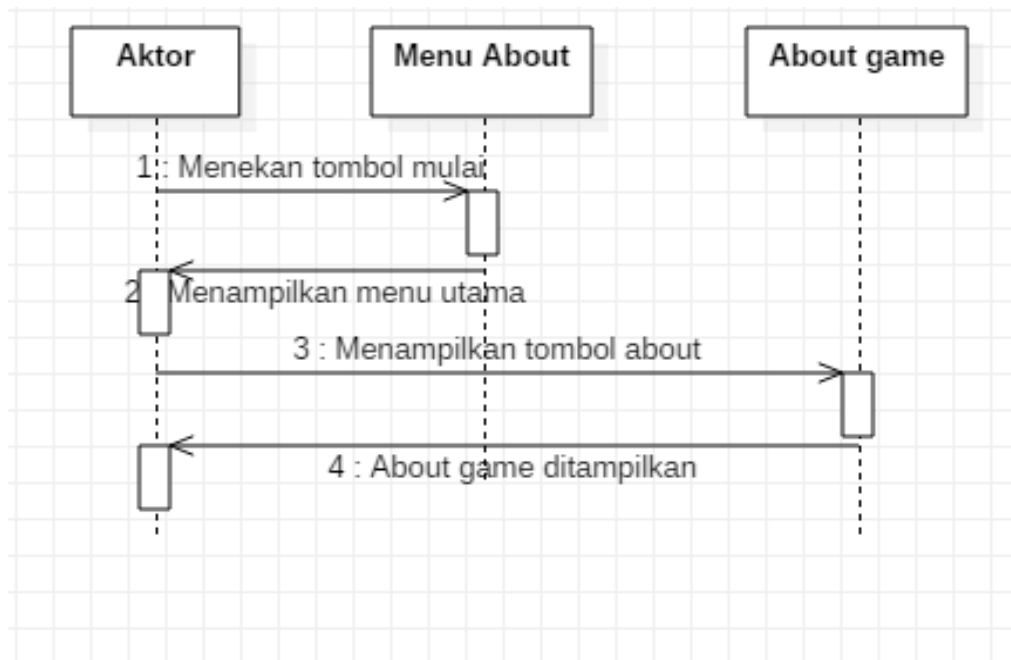 Aktor
Menu About
About game
1 : Menekan tombol mulai
2 Menampilkan menu utama
3 : Menampilkan tombol about
4 : About game ditampilkan